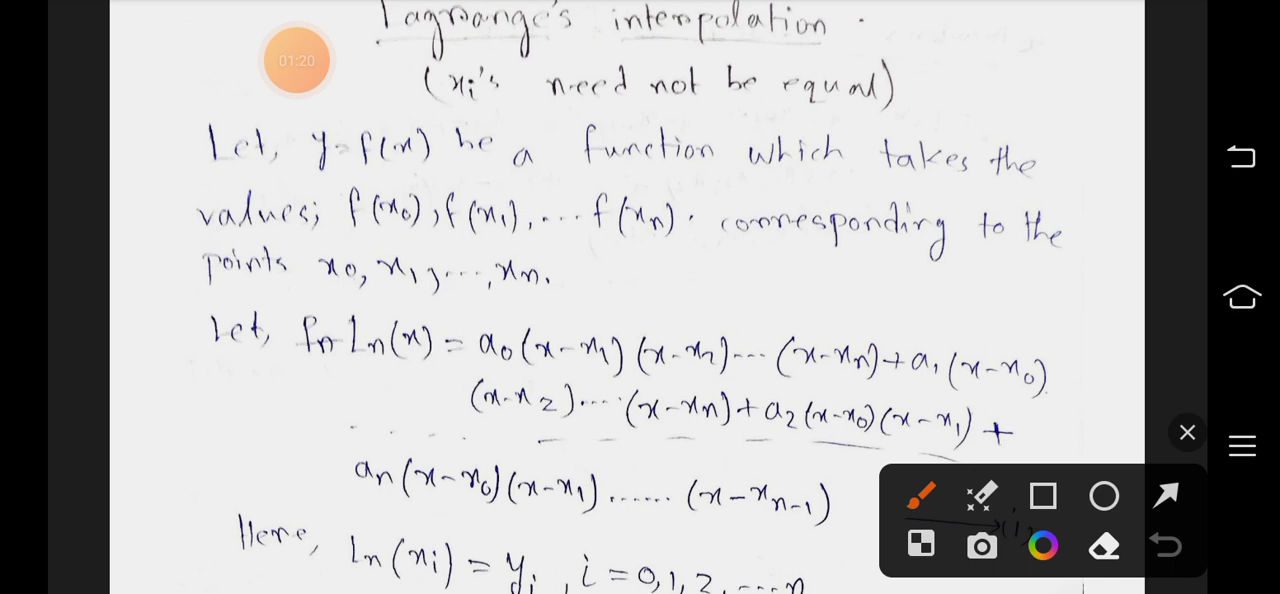 01:20
Lagrange's interpolation.
(xi's need not be equal)
Let, y=f(x) be a function which takes the
values; f(x0), f(x1),....f(xn). corresponding to the
points x0, x1,....,xn.
Let, Ln(x) = a0(x-x1)(x-x2)....(x-xn)+a1(x-x0)
(x-x2).....(x-xn)+a2(x-x0)(x-x1)+
an(x-x0)(x-x1)......(x-xn-1)
Here, Ln(xi) = yi, i=0,1,2,....n